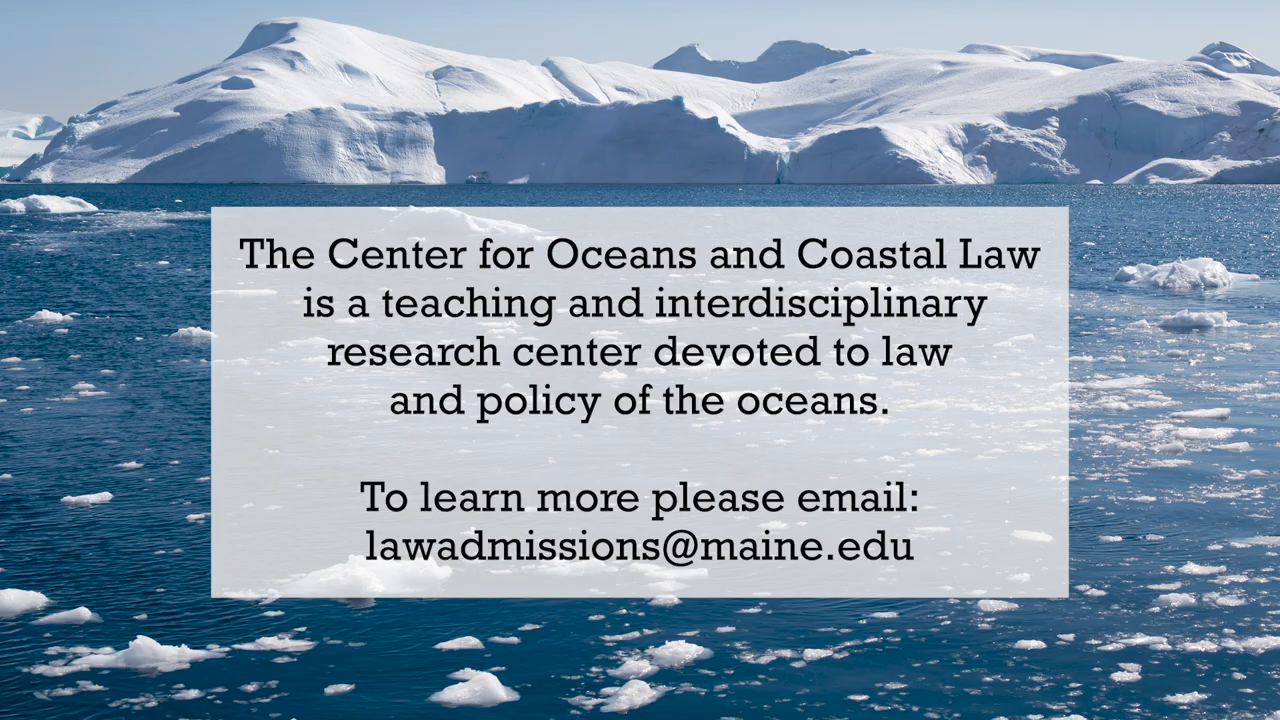 The Center for Oceans and Coastal Law
is a teaching and interdisciplinary
research center devoted to law
and policy of the oceans.
To learn more please email:
lawadmissions@maine.edu